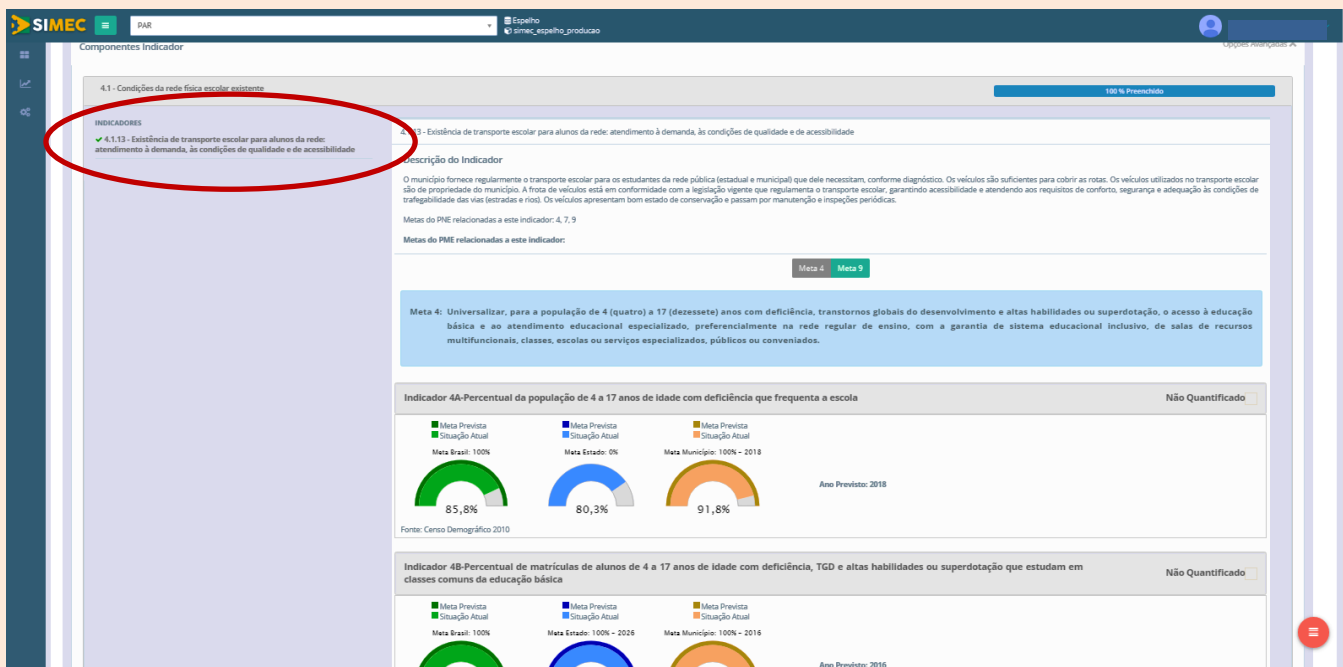 SIMEC
PAR
Espelho
simec_espelho_producao
Componentes Indicador
Opções Avançadas
4.1 - Condições da rede física escolar existente
100 % Preenchido
INDICADORES
4.1.13 - Existência de transporte escolar para alunos da rede:
atendimento à demanda, às condições de qualidade e de acessibilidade
4.1.13 - Existência de transporte escolar para alunos da rede: atendimento à demanda, às condições de qualidade e de acessibilidade
Descrição do Indicador
O município fornece regularmente o transporte escolar para os estudantes da rede pública (estadual e municipal) que dele necessitam, conforme diagnóstico. Os veículos são suficientes para cobrir as rotas. Os veículos utilizados no transporte escolar
são de propriedade do município. A frota de veículos está em conformidade com a legislação vigente que regulamenta o transporte escolar, garantindo acessibilidade e atendendo aos requisitos de conforto, segurança e adequação às condições de
trafegabilidade das vias (estradas e rios). Os veículos apresentam bom estado de conservação e passam por manutenção e inspeções periódicas.
Metas do PNE relacionadas a este indicador: 4, 7, 9
Metas do PME relacionadas a este indicador:
Meta 4 Meta 9
Meta 4: Universalizar, para a população de 4 (quatro) a 17 (dezessete) anos com deficiência, transtornos globais do desenvolvimento e altas habilidades ou superdotação, o acesso à educação
básica e ao atendimento educacional especializado, preferencialmente na rede regular de ensino, com a garantia de sistema educacional inclusivo, de salas de recursos
multifuncionais, classes, escolas ou serviços especializados, públicos ou conveniados.
Indicador 4A-Percentual da população de 4 a 17 anos de idade com deficiência que frequenta a escola
Não Quantificado
Meta Prevista Meta Prevista Meta Prevista
Situação Atual Situação Atual Situação Atual
Meta Brasil: 100% Meta Estado: 0% Meta Município: 100% - 2018
Ano Previsto: 2018
85,8% 80,3% 91,8%
Fonte: Censo Demográfico 2010
Indicador 4B-Percentual de matrículas de alunos de 4 a 17 anos de idade com deficiência, TGD e altas habilidades ou superdotação que estudam em
classes comuns da educação básica
Não Quantificado
Meta Prevista Meta Prevista Meta Prevista
Situação Atual Situação Atual Situação Atual
Meta Brasil: 100% Meta Estado: 100% - 2026 Meta Município: 100% - 2016
Ano Previsto: 2016